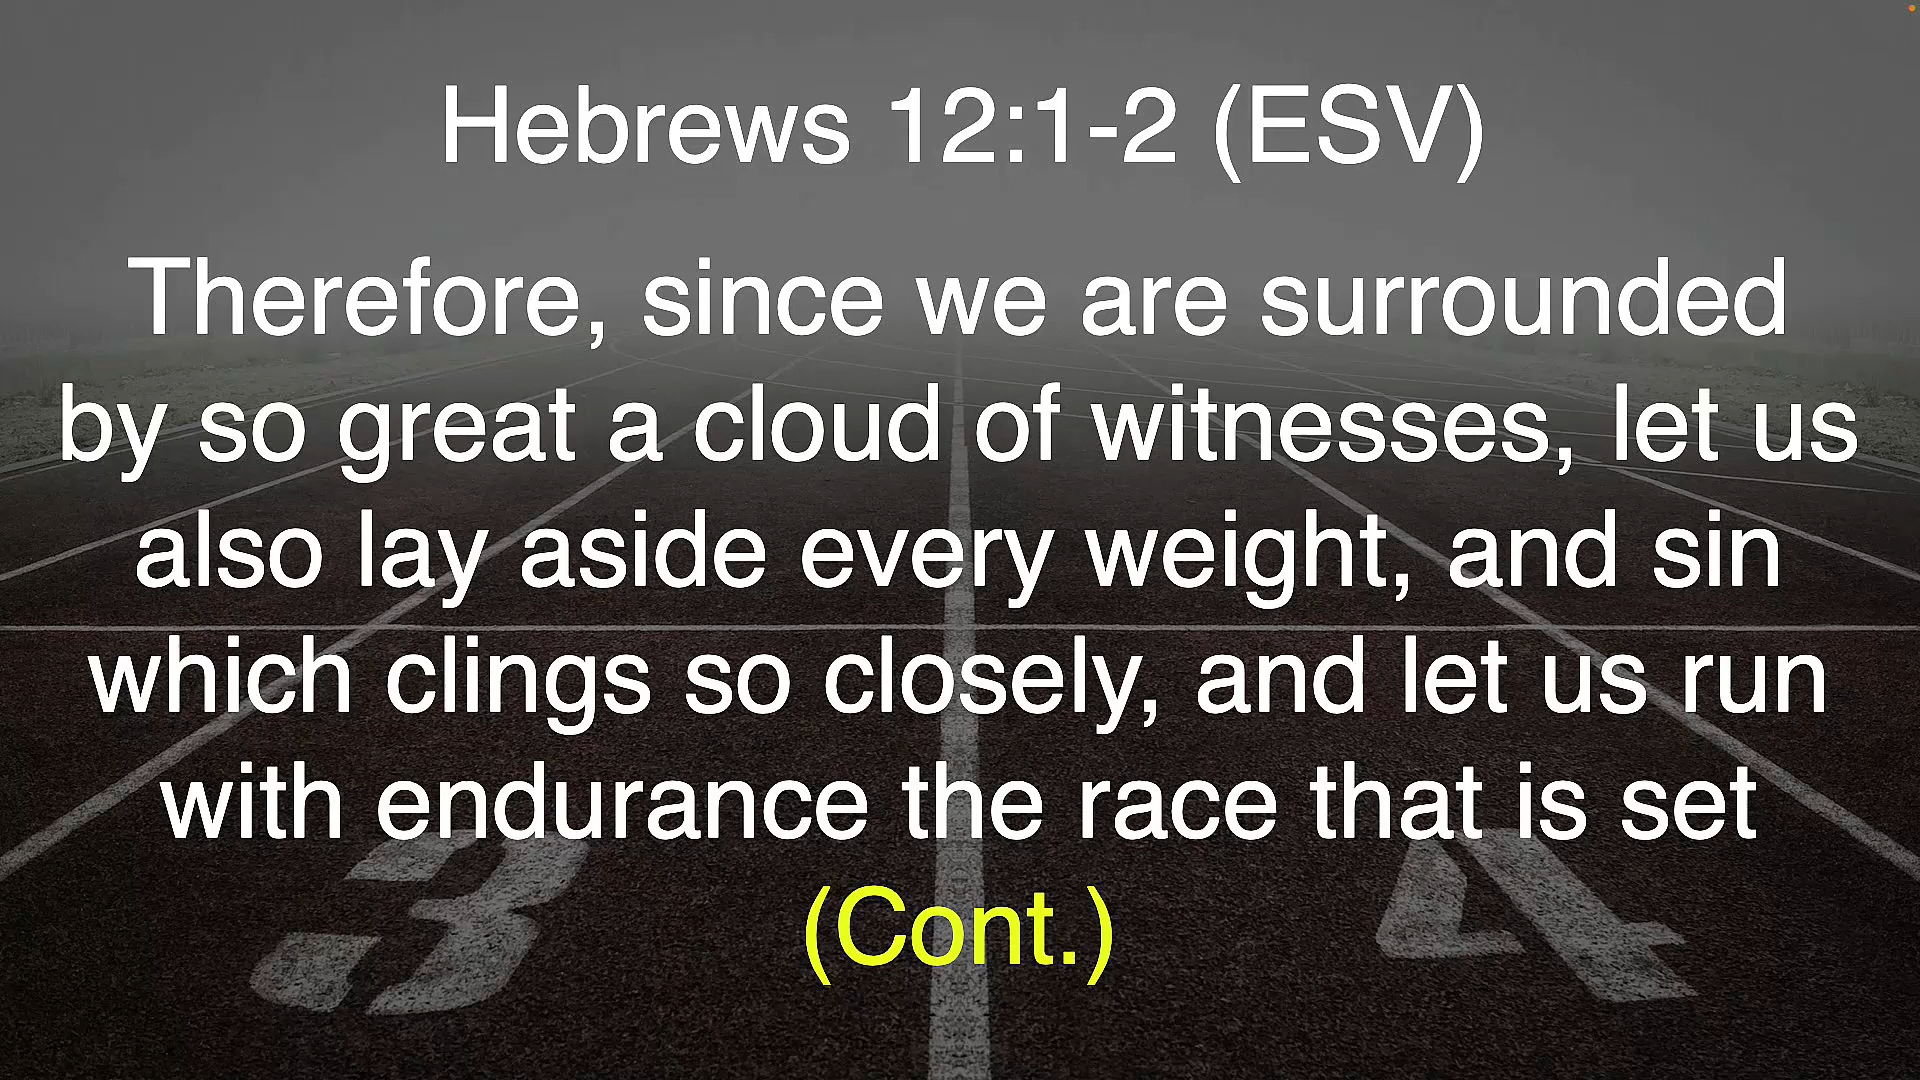 Hebrews 12:1-2 (ESV)
Therefore, since we are surrounded
by so great a cloud of witnesses, let us
also lay aside every weight, and sin
which clings so closely, and let us run
with endurance the race that is set
(Cont.)
3 4